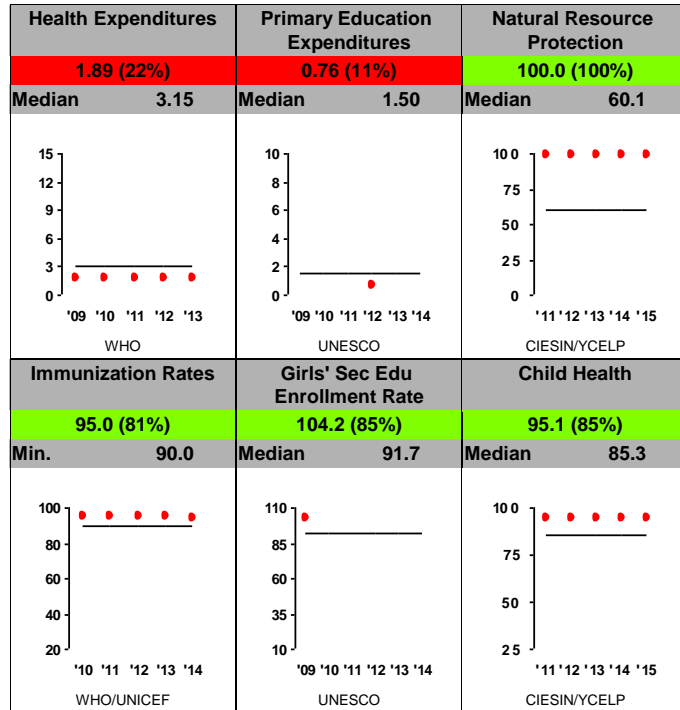 Health Expenditures
1.89 (22%)
Median 3.15
15
12
9
6
3
0
'09 '10 '11 '12 '13
WHO
Primary Education
Expenditures
0.76 (11%)
Median 1.50
10
8
6
4
2
0
'09 '10 '11 '12 '13 '14
UNESCO
Natural Resource
Protection
100.0 (100%)
Median 60.1
100
75
50
25
0
'11 '12 '13 '14 '15
CIESIN/YCELP
Immunization Rates
95.0 (81%)
Min. 90.0
100
80
60
40
20
'10 '11 '12 '13 '14
WHO/UNICEF
Girls' Sec Edu
Enrollment Rate
104.2 (85%)
Median 91.7
110
85
60
35
10
'09 '10 '11 '12 '13 '14
UNESCO
Child Health
95.1 (85%)
Median 85.3
100
75
50
25
'11 '12 '13 '14 '15
CIESIN/YCELP